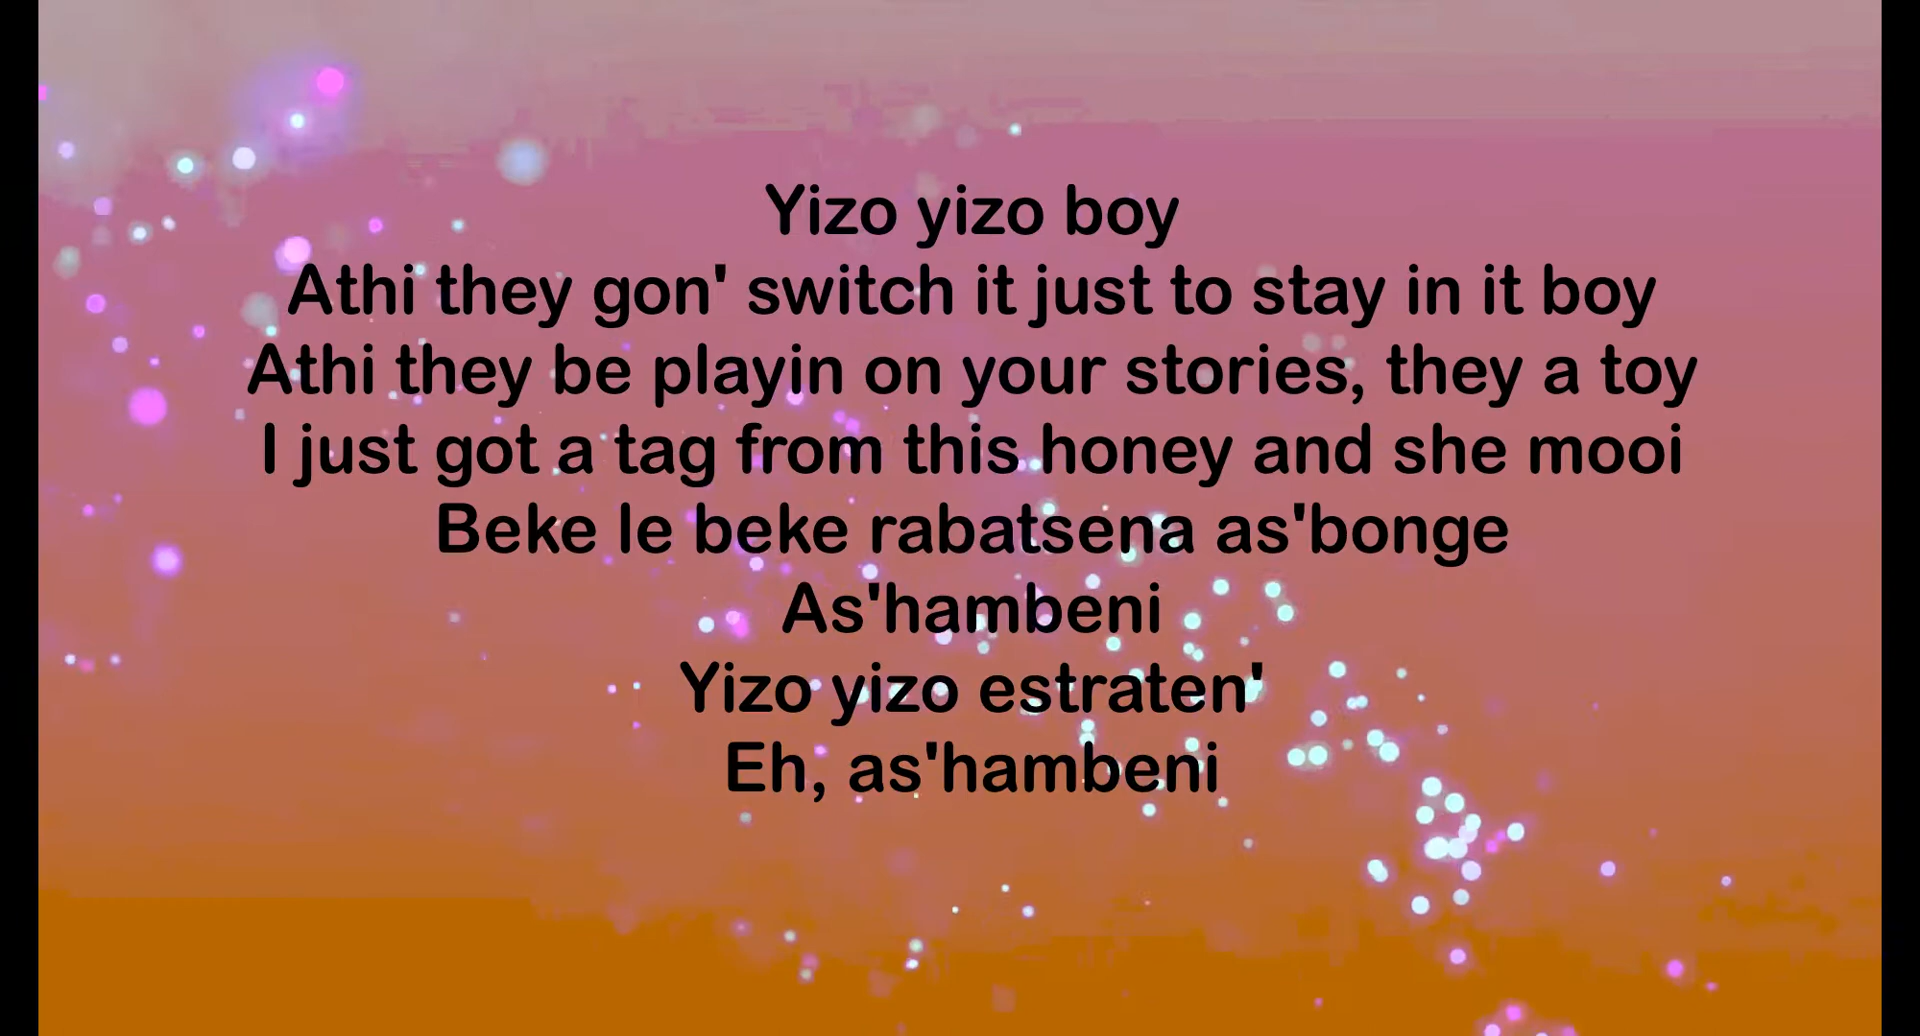 Yizo yizo boy
Athi they gon' switch it just to stay in it boy
Athi they be playin on your stories, they a toy
I just got a tag from this honey and she mooi
Beke le beke rabatsena as'bonge
As'hambeni
Yizo yizo estraten'
Eh, as'hambeni